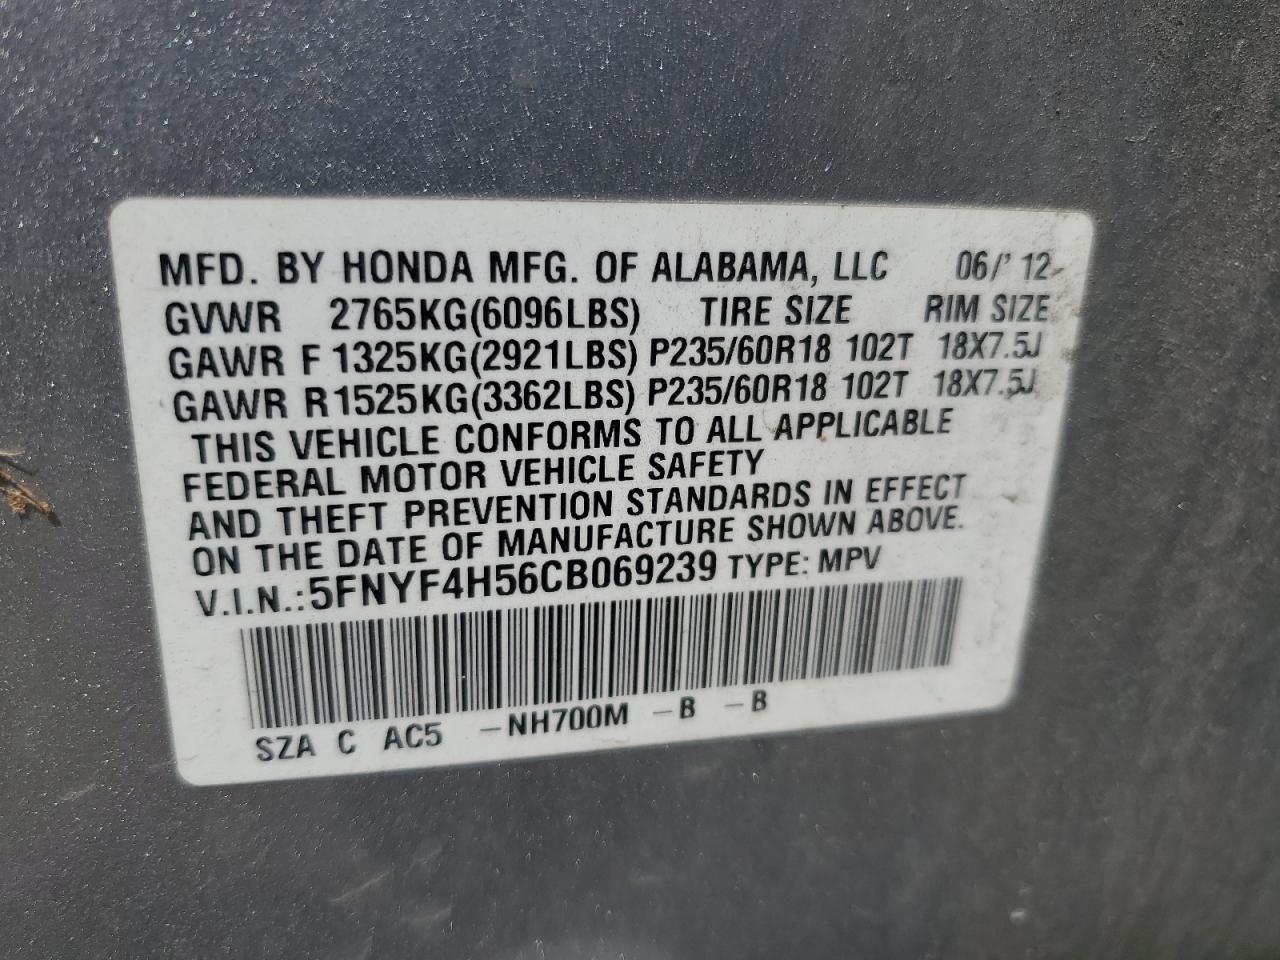 MFD. BY HONDA MFG. OF ALABAMA, LLC 06/' 12
GVWR 2765KG(6096LBS) TIRE SIZE RIM SIZE
GAWR F 1325KG(2921LBS) P235/60R18 102T 18X7.5J
GAWR R 1525KG(3362LBS) P235/60R18 102T 18X7.5J
THIS VEHICLE CONFORMS TO ALL APPLICABLE
FEDERAL MOTOR VEHICLE SAFETY
AND THEFT PREVENTION STANDARDS IN EFFECT
ON THE DATE OF MANUFACTURE SHOWN ABOVE.
V.I.N.: 5FNYF4H56CB069239 TYPE: MPV
SZA C AC5 -NH700M -B -B